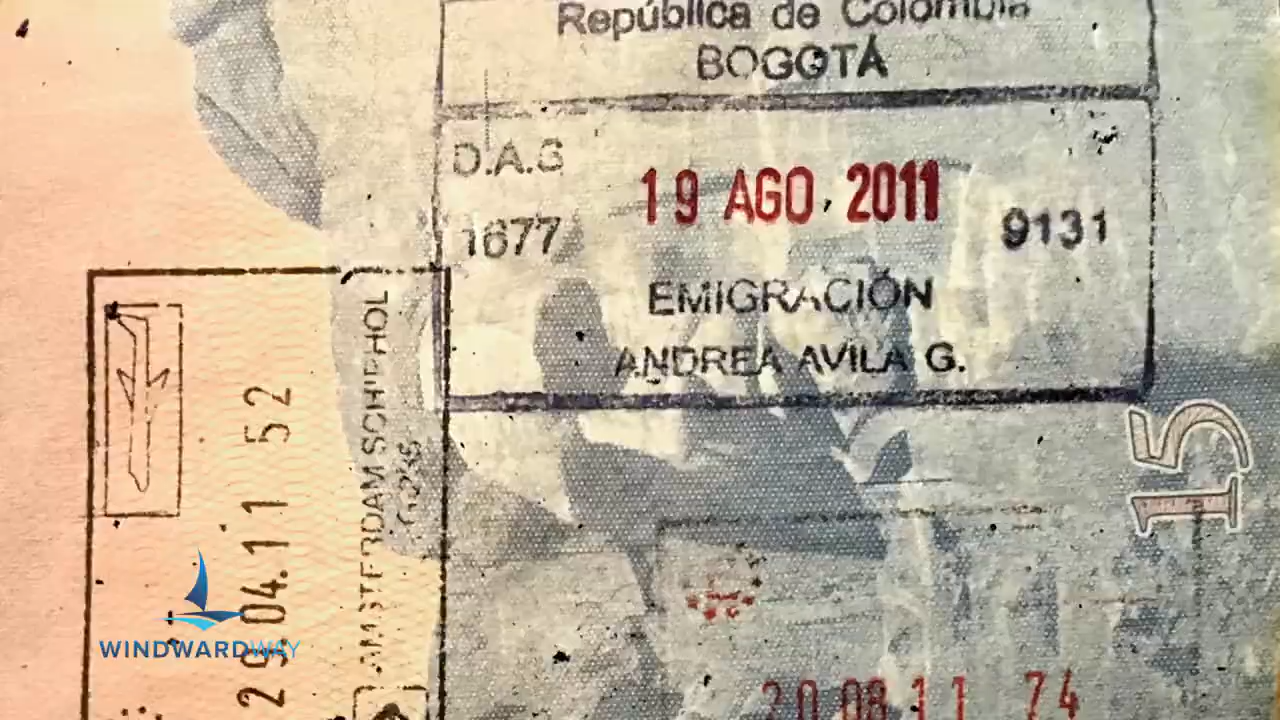 República de Colombia
BOGOTÁ
D.A.S
19 AGO 2011
1677
9131
EMIGRACIÓN
ANDREA AVILA G.
AMSTERDAM SCHIPHOL
29.04.11 52
15
20 08 11 74
WINDWARDWAY